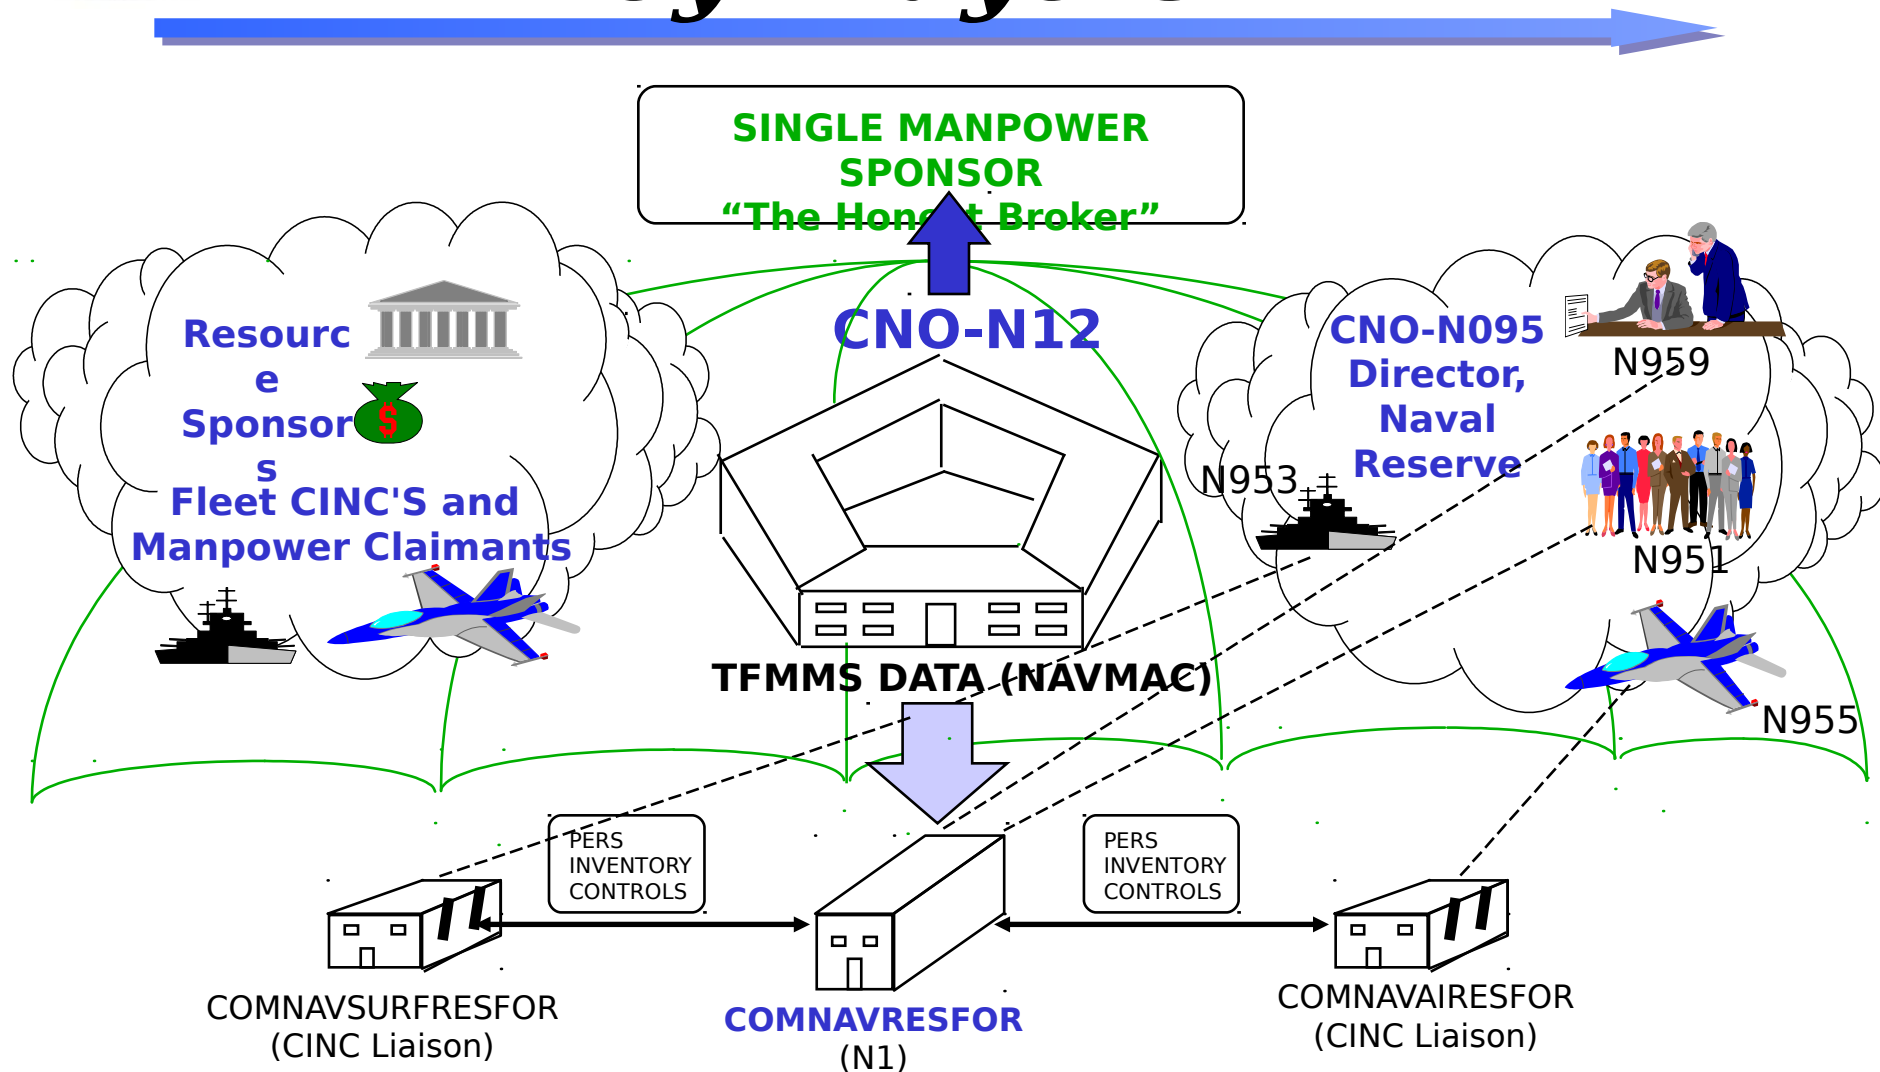 SINGLE MANPOWER
SPONSOR
“The Honest Broker”
CNO-N12
Resourc
e
Sponsor
s
$
Fleet CINC'S and
Manpower Claimants
CNO-N095
Director,
Naval
Reserve
N959
N953
N951
N955
TFMMS DATA (NAVMAC)
PERS
INVENTORY
CONTROLS
PERS
INVENTORY
CONTROLS
COMNAVSURFRESFOR
(CINC Liaison)
COMNAVRESFOR
(N1)
COMNAVAIRESFOR
(CINC Liaison)